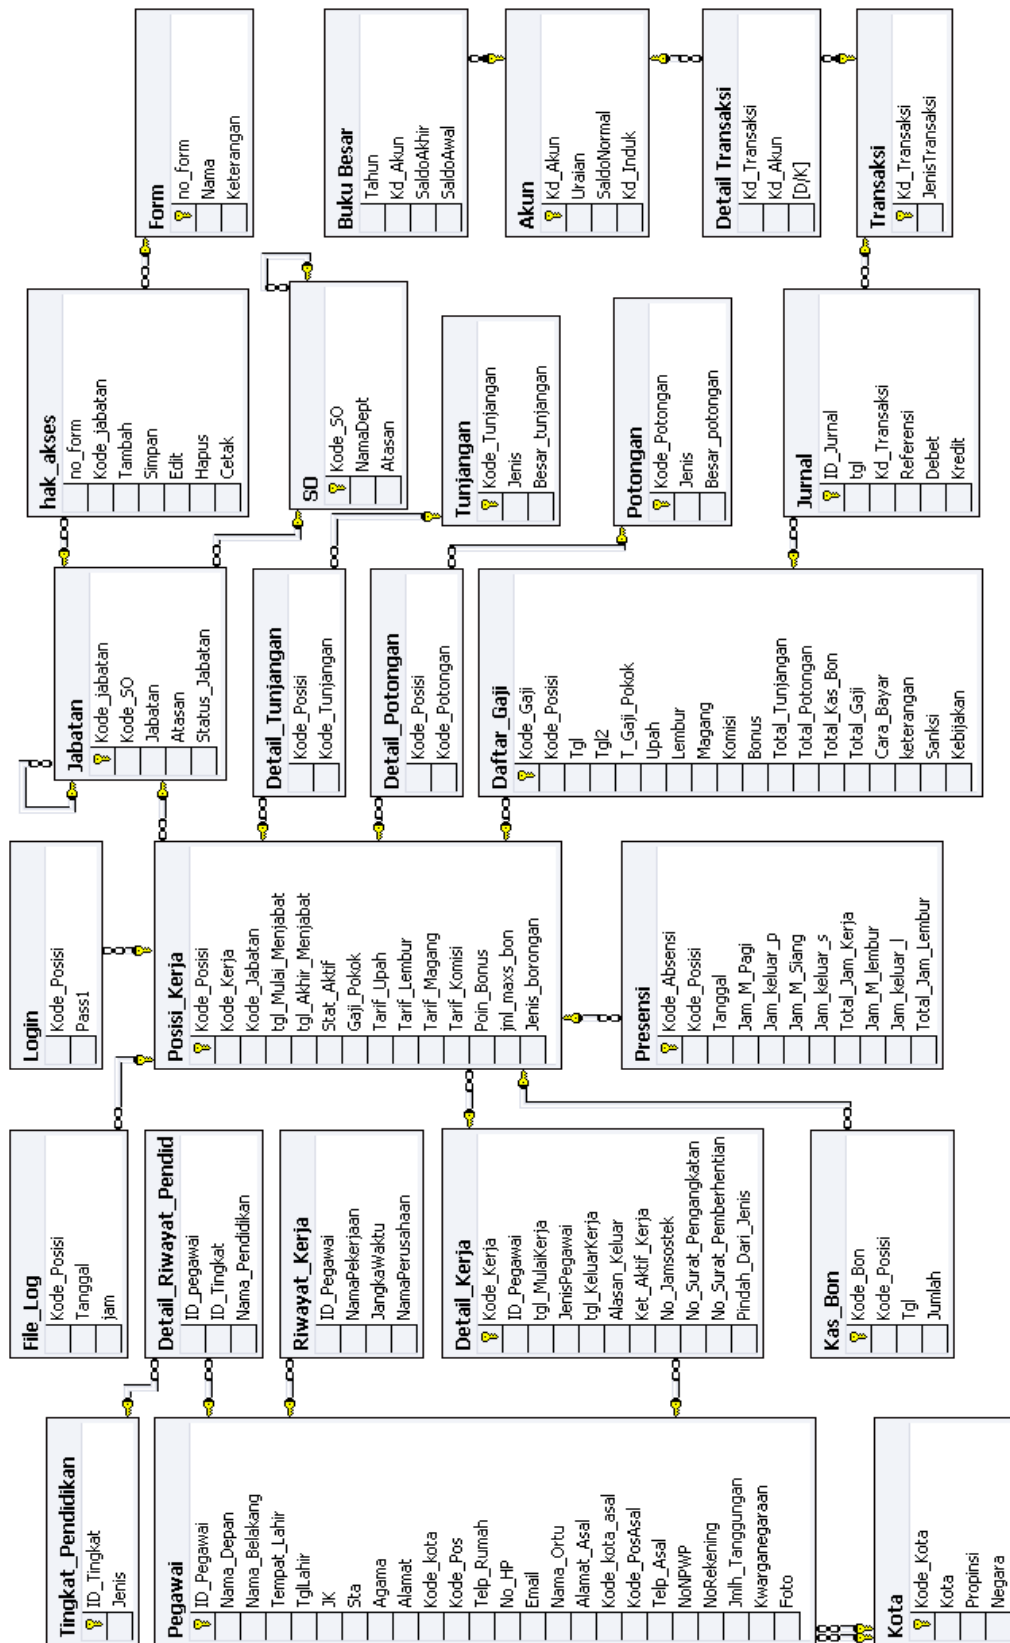 Tingkat_Pendidikan
ID_Tingkat
Jenis
Pegawai
ID_Pegawai
Nama_Depan
Nama_Belakang
Tempat_Lahir
TglLahir
JK
Sta
Agama
Alamat
Kode_kota
Kode_Pos
Telp_Rumah
No_HP
Email
Nama_Ortu
Alamat_Asal
Kode_kota_asal
Kode_PosAsal
Telp_Asal
NoNPWP
NoRekening
Jmlh_Tanggungan
Kwarganegaraan
Foto
Kota
Kode_Kota
Kota
Propinsi
Negara
File_Log
Kode_Posisi
Tanggal
jam
Detail_Riwayat_Pendid
ID_pegawai
ID_Tingkat
Nama_Pendidikan
Riwayat_Kerja
ID_Pegawai
NamaPekerjaan
JangkaWaktu
NamaPerusahaan
Detail_Kerja
Kode_Kerja
ID_Pegawai
tgl_MulaiKerja
JenisPegawai
tgl_KeluarKerja
Alasan_Keluar
Ket_Aktif_Kerja
No_Jamsostek
No_Surat_Pengangkatan
No_Surat_Pemberhentian
Pindah_Dari_Jenis
Kas_Bon
Kode_Bon
Kode_Posisi
Tgl
Jumlah
Login
Kode_Posisi
Pass1
Posisi_Kerja
Kode_Posisi
Kode_Kerja
Kode_Jabatan
tgl_Mulai_Menjabat
tgl_Akhir_Menjabat
Stat_Aktif
Gaji_Pokok
Tarif_Upah
Tarif_Lembur
Tarif_Magang
Tarif_Komisi
Poin_Bonus
jml_maxs_bon
Jenis_borongan
Presensi
Kode_Absensi
Kode_Posisi
Tanggal
Jam_M_Pagi
Jam_keluar_p
Jam_M_Siang
Jam_keluar_s
Total_Jam_Kerja
Jam_M_lembur
Jam_keluar_l
Total_Jam_Lembur
Jabatan
Kode_jabatan
Kode_SO
Jabatan
Atasan
Status_Jabatan
Detail_Tunjangan
Kode_Posisi
Kode_Tunjangan
Detail_Potongan
Kode_Posisi
Kode_Potongan
Daftar_Gaji
Kode_Gaji
Kode_Posisi
Tgl
Tgl2
T_Gaji_Pokok
Upah
Lembur
Magang
Komisi
Bonus
Total_Tunjangan
Total_Potongan
Total_Kas_Bon
Total_Gaji
Cara_Bayar
keterangan
Sanksi
Kebijakan
hak_akses
no_form
Kode_jabatan
Tambah
Simpan
Edit
Hapus
Cetak
SO
Kode_SO
NamaDept
Atasan
Tunjangan
Kode_Tunjangan
Jenis
Besar_tunjangan
Potongan
Kode_Potongan
Jenis
Besar_potongan
Jurnal
ID_Jurnal
tgl
Kd_Transaksi
Referensi
Debet
Kredit
Form
no_form
Nama
Keterangan
Buku Besar
Tahun
Kd_Akun
SaldoAkhir
SaldoAwal
Akun
Kd_Akun
Uraian
SaldoNormal
Kd_Induk
Detail Transaksi
Kd_Transaksi
Kd_Akun
[D/K]
Transaksi
Kd_Transaksi
JenisTransaksi